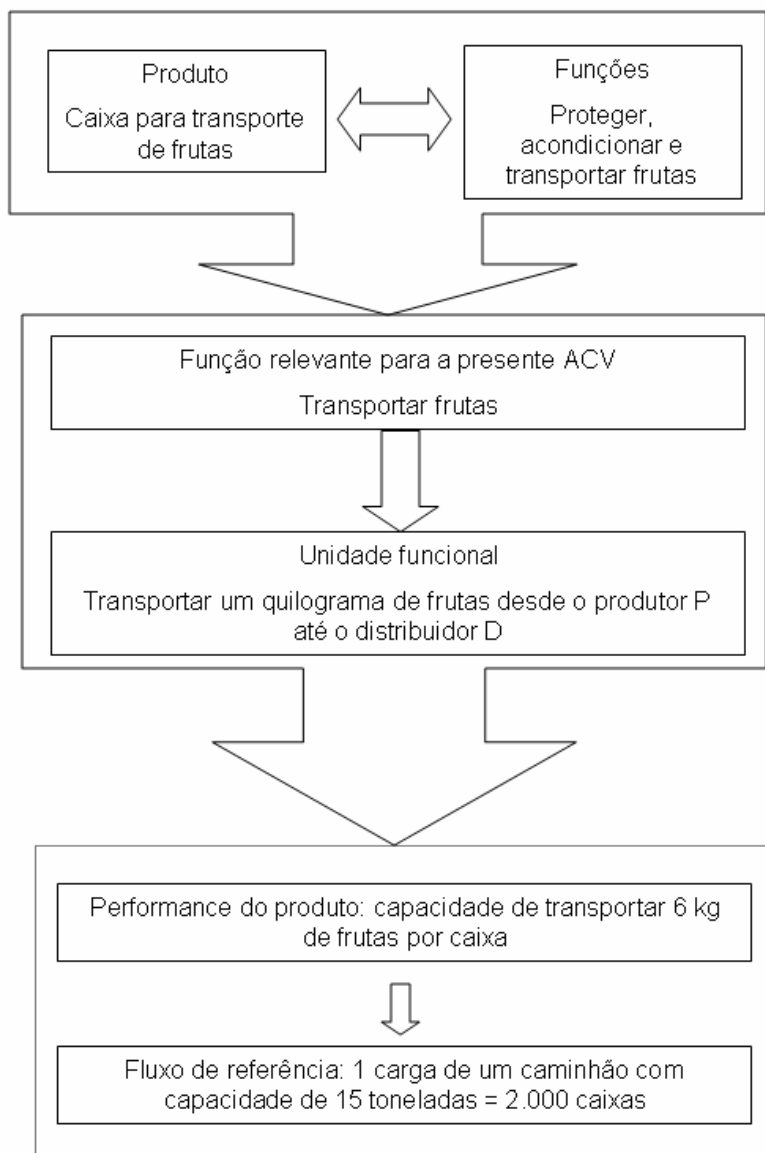 Produto
Caixa para transporte
de frutas
Funções
Proteger,
acondicionar e
transportar frutas
Função relevante para a presente ACV
Transportar frutas
Unidade funcional
Transportar um quilograma de frutas desde o produtor P
até o distribuidor D
Performance do produto: capacidade de transportar 6 kg
de frutas por caixa
Fluxo de referência: 1 carga de um caminhão com
capacidade de 15 toneladas = 2.000 caixas